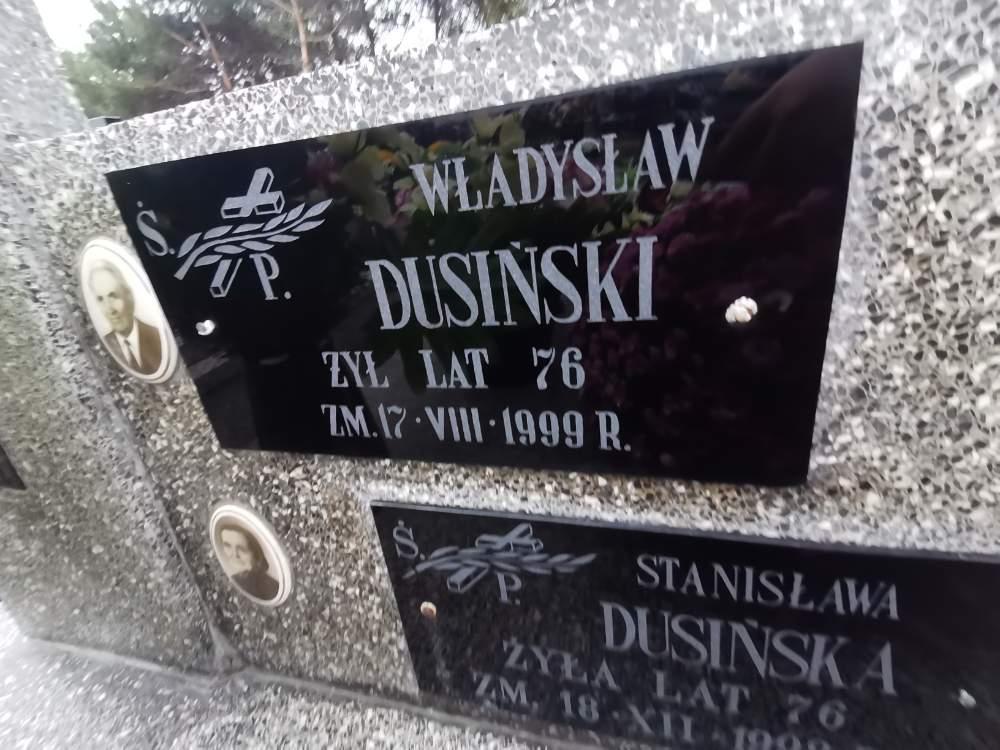 Ś. P.
WŁADYSŁAW
DUSIŃSKI
ŻYŁ LAT 76
ZM. 17 · VIII · 1999 R.
Ś. P.
STANISŁAWA
DUSIŃSKA
ŻYŁA LAT 76
ZM. 18 · XII ·